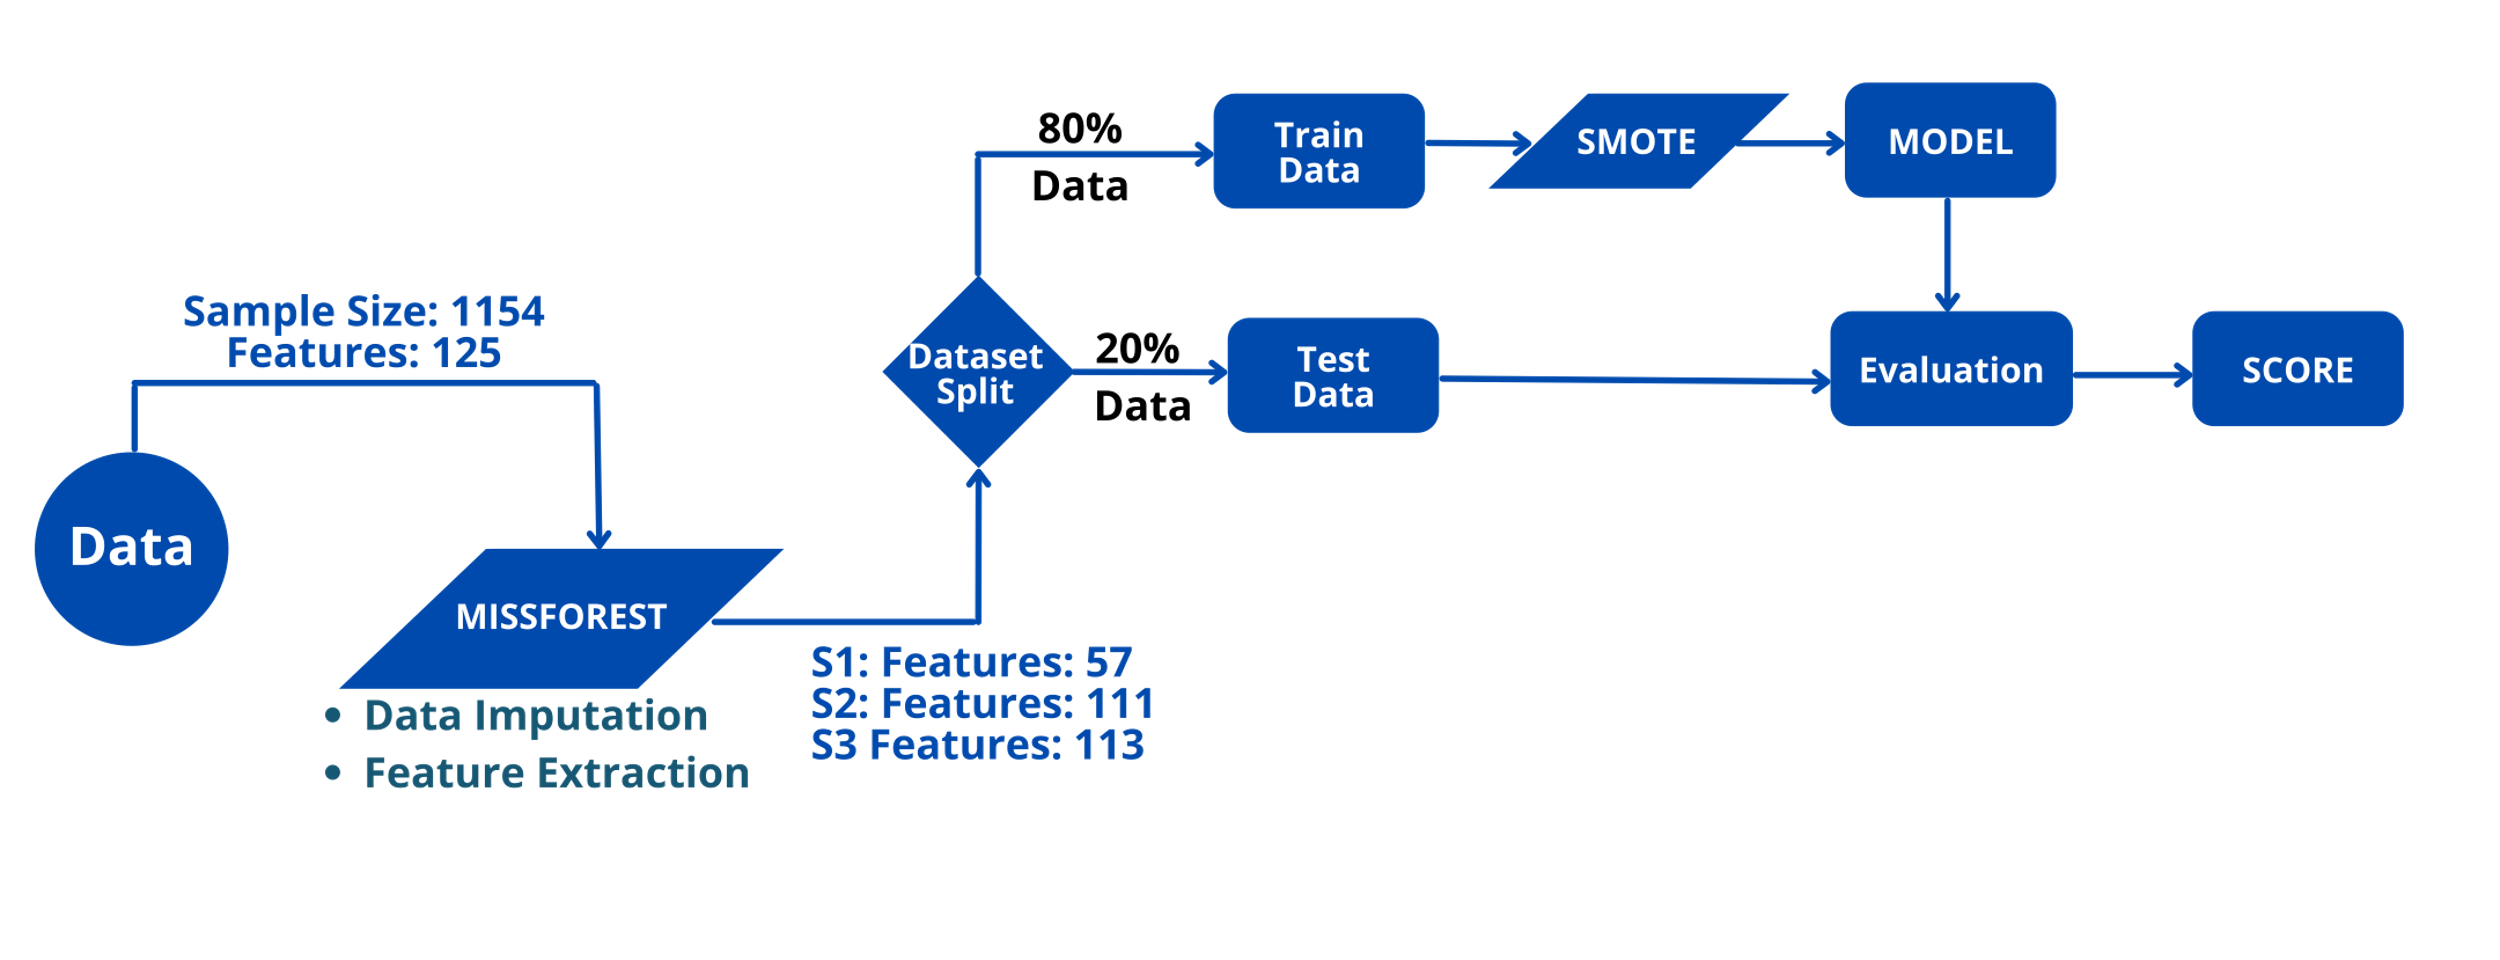 Sample Size: 1154
Features: 125
Data
MISSFOREST
• Data Imputation
• Feature Extraction
S1: Features: 57
S2: Features: 111
S3 Features: 113
Dataset
Split
80%
Data
Train
Data
SMOTE
MODEL
20%
Data
Test
Data
Evaluation
SCORE